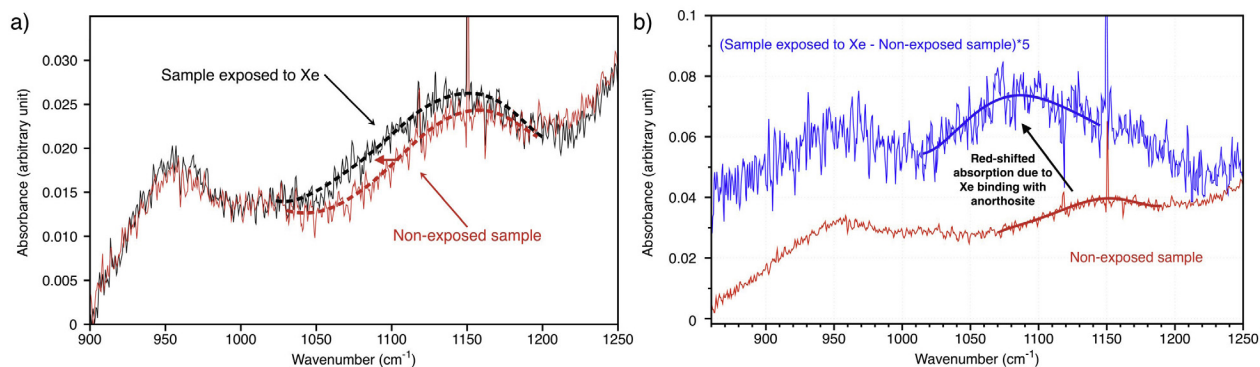 a)
Absorbance (arbitrary unit)
0.030
0.025
0.020
0.015
0.010
0.005
0
Sample exposed to Xe
Non-exposed sample
900 950 1000 1050 1100 1150 1200 1250
Wavenumber (cm⁻¹)
b)
Absorbance (arbitrary unit)
0.1
0.08
0.06
0.04
0.02
0
(Sample exposed to Xe - Non-exposed sample)*5
Red-shifted
absorption due to
Xe binding with
anorthosite
Non-exposed sample
900 950 1000 1050 1100 1150 1200 1250
Wavenumber (cm⁻¹)